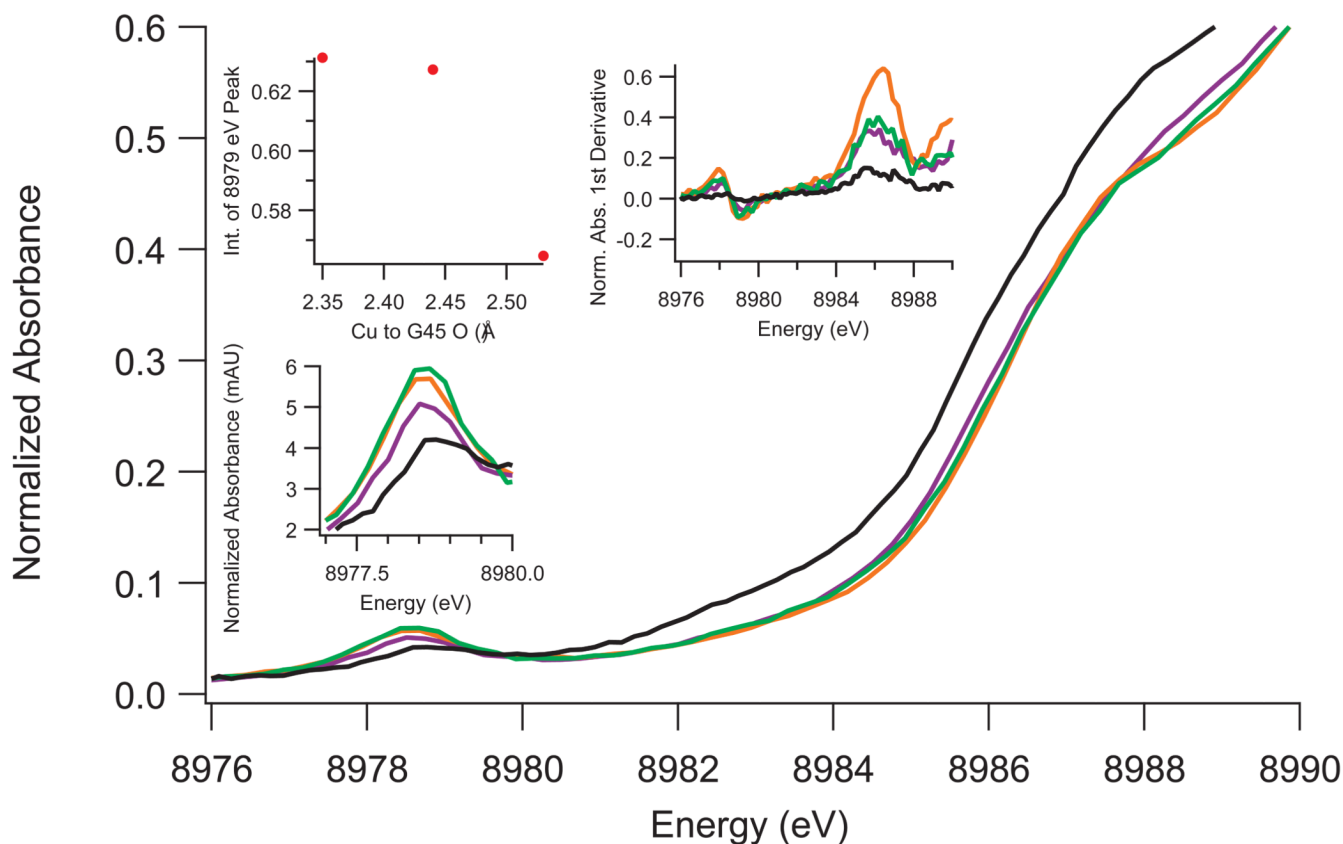 Normalized Absorbance
0.6
0.5
0.4
0.3
0.2
0.1
0.0
8976 8978 8980 8982 8984 8986 8988 8990
Energy (eV)
Int. of 8979 eV Peak
0.62
0.60
0.58
2.35 2.40 2.45 2.50
Cu to G45 O (Å)
Norm. Abs. 1st Derivative
0.6
0.4
0.2
0.0
-0.2
8976 8980 8984 8988
Energy (eV)
Normalized Absorbance (mAU)
6
5
4
3
2
8977.5 8980.0
Energy (eV)